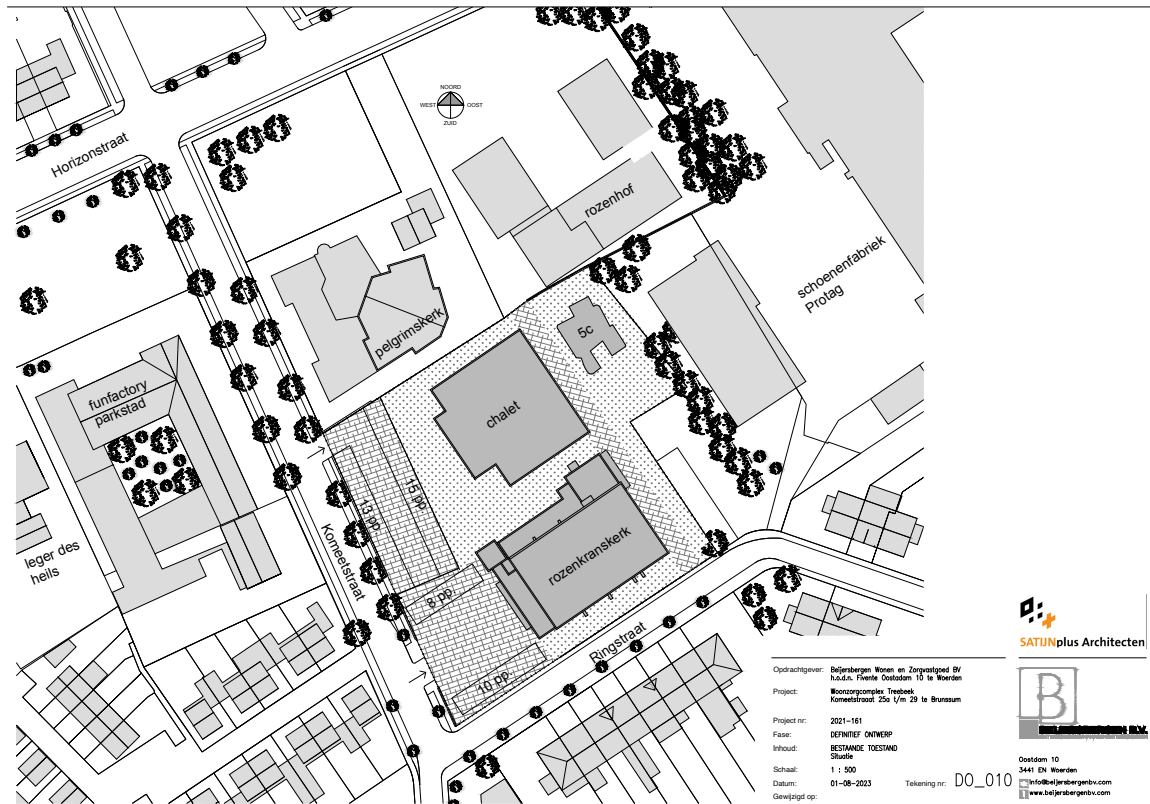 NOORD
WEST
OOST
ZUID
Horizonstraat
rozenhof
schoenenfabriek
Protag
pelgrimskerk
5c
funfactory
parkstad
chalet
15 pp.
13 pp.
leger des
heils
Komeetstraat
rozenkranskerk
8 pp.
Ringstraat
10 pp.
SATIJNplus Architecten
Opdrachtgever: Beijersbergen Wonen en Zorgvastgoed BV
h.o.d.n. Fivente Oostadam 10 te Woerden
Project: Woonzorgcomplex Treebeek
Komeetstraaat 25a t/m 29 te Brunssum
Project nr: 2021-161
Fase: DEFINITIEF ONTWERP
Inhoud: BESTAANDE TOESTAND
Situatie
Schaal: 1 : 500
Datum: 01-08-2023 Tekening nr: DO_010
Gewijzigd op:
B
Oostdam 10
3441 EN Woerden
info@beijersbergenbv.com
www.beijersbergenbv.com